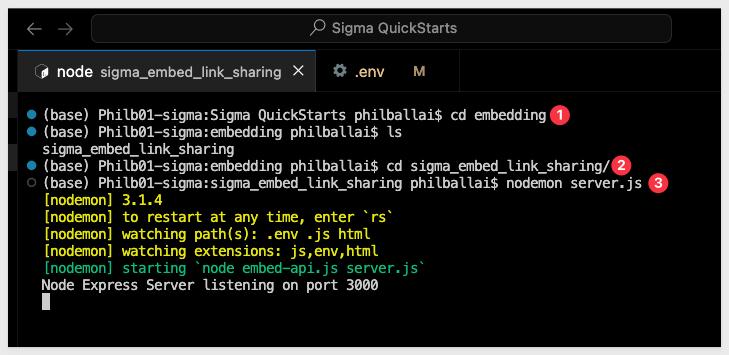 Sigma QuickStarts
node sigma_embed_link_sharing .env M
(base) Philb01-sigma:Sigma QuickStarts philballai$ cd embedding 1
(base) Philb01-sigma:embedding philballai$ ls
sigma_embed_link_sharing
(base) Philb01-sigma:embedding philballai$ cd sigma_embed_link_sharing/ 2
(base) Philb01-sigma:sigma_embed_link_sharing philballai$ nodemon server.js 3
[nodemon] 3.1.4
[nodemon] to restart at any time, enter `rs`
[nodemon] watching path(s): .env .js html
[nodemon] watching extensions: js,env,html
[nodemon] starting `node embed-api.js server.js`
Node Express Server listening on port 3000